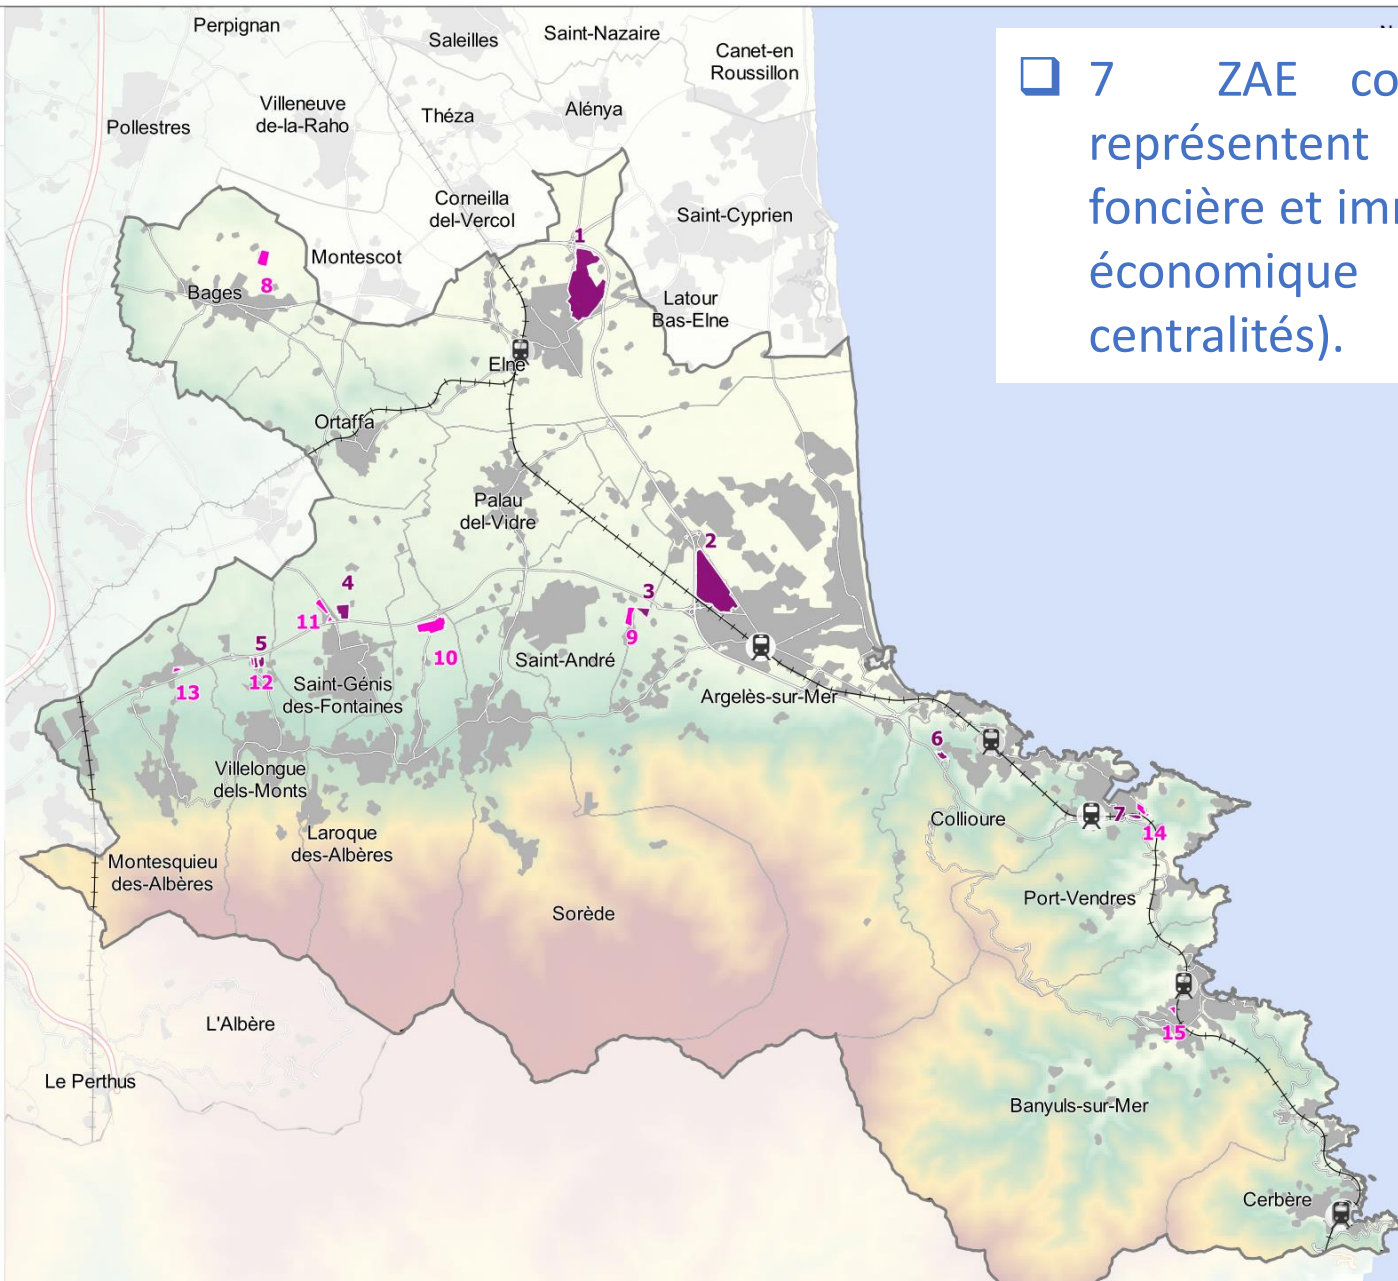 Perpignan
Saleilles
Saint-Nazaire
Canet-en
Roussillon
Villeneuve
de-la-Raho
Pollestres
Théza
Alénya
Corneilla
del-Vercol
Saint-Cyprien
Montescot
1
8
Bages
Latour
Bas-Elne
Elne
Ortaffa
Palau
del-Vidre
2
4
3
11
9
5
10
Saint-André
12
13
Saint-Génis
des-Fontaines
Argelès-sur-Mer
6
Villelongue
dels-Monts
Collioure
7
14
Laroque
des-Albères
Montesquieu
des-Albères
Port-Vendres
Sorède
L'Albère
15
Le Perthus
Banyuls-sur-Mer
Cerbère
❑ 7 ZAE co
représentent
foncière et imm
économique
centralités).